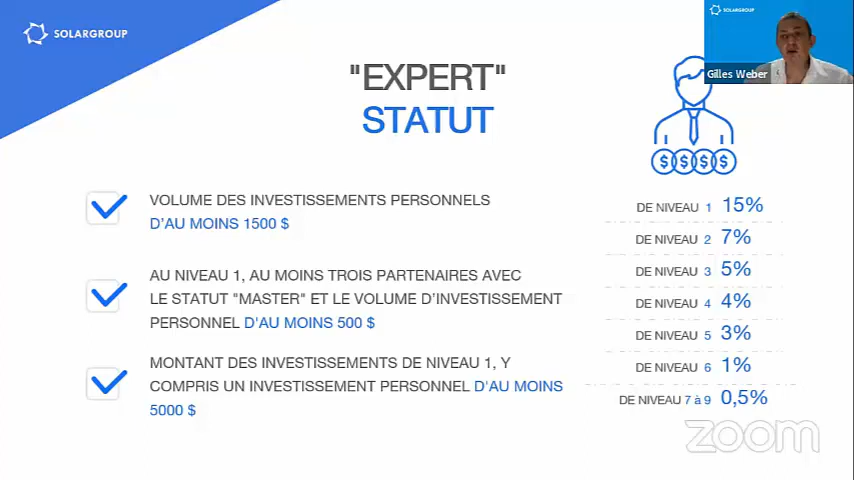 SOLARGROUP
SOLARGROUP
Gilles Weber
"EXPERT"
STATUT
VOLUME DES INVESTISSEMENTS PERSONNELS
D'AU MOINS 1500 $
AU NIVEAU 1, AU MOINS TROIS PARTENAIRES AVEC
LE STATUT "MASTER" ET LE VOLUME D'INVESTISSEMENT
PERSONNEL D'AU MOINS 500 $
MONTANT DES INVESTISSEMENTS DE NIVEAU 1, Y
COMPRIS UN INVESTISSEMENT PERSONNEL D'AU MOINS
5000 $
$ $ $ $
DE NIVEAU 1 15%
DE NIVEAU 2 7%
DE NIVEAU 3 5%
DE NIVEAU 4 4%
DE NIVEAU 5 3%
DE NIVEAU 6 1%
DE NIVEAU 7 à 9 0,5%
zoom